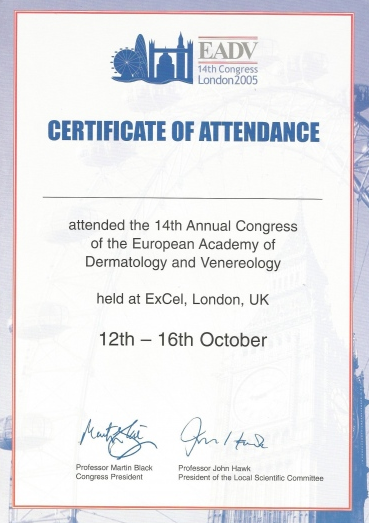 EADV
14th Congress
London2005
CERTIFICATE OF ATTENDANCE
attended the 14th Annual Congress
of the European Academy of
Dermatology and Venereology
held at ExCel, London, UK
12th – 16th October
Professor Martin Black
Congress President
Professor John Hawk
President of the Local Scientific Committee